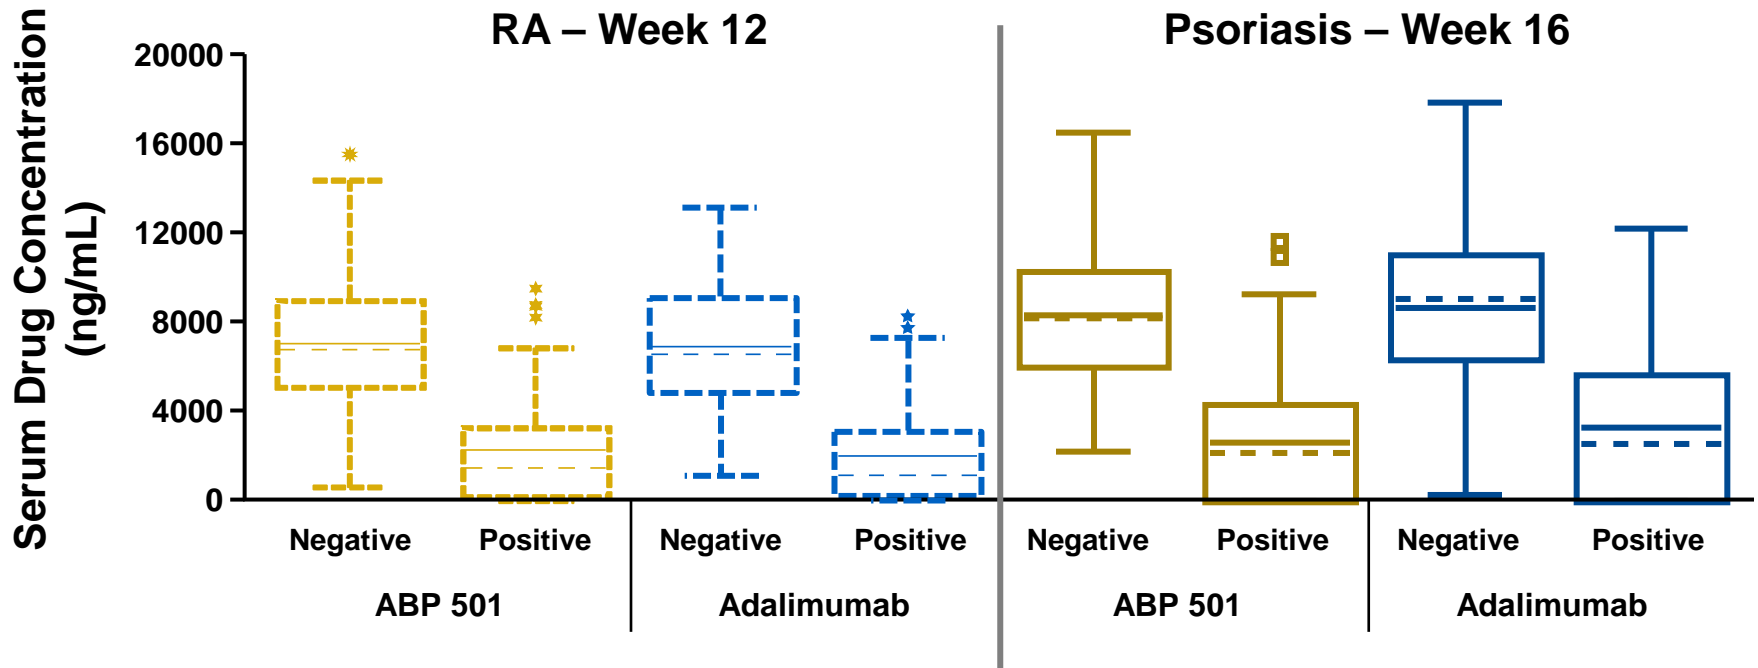 RA – Week 12
Psoriasis – Week 16
Serum Drug Concentration
(ng/mL)
20000
16000
12000
8000
4000
0
Negative Positive Negative Positive Negative Positive Negative Positive
ABP 501 Adalimumab ABP 501 Adalimumab